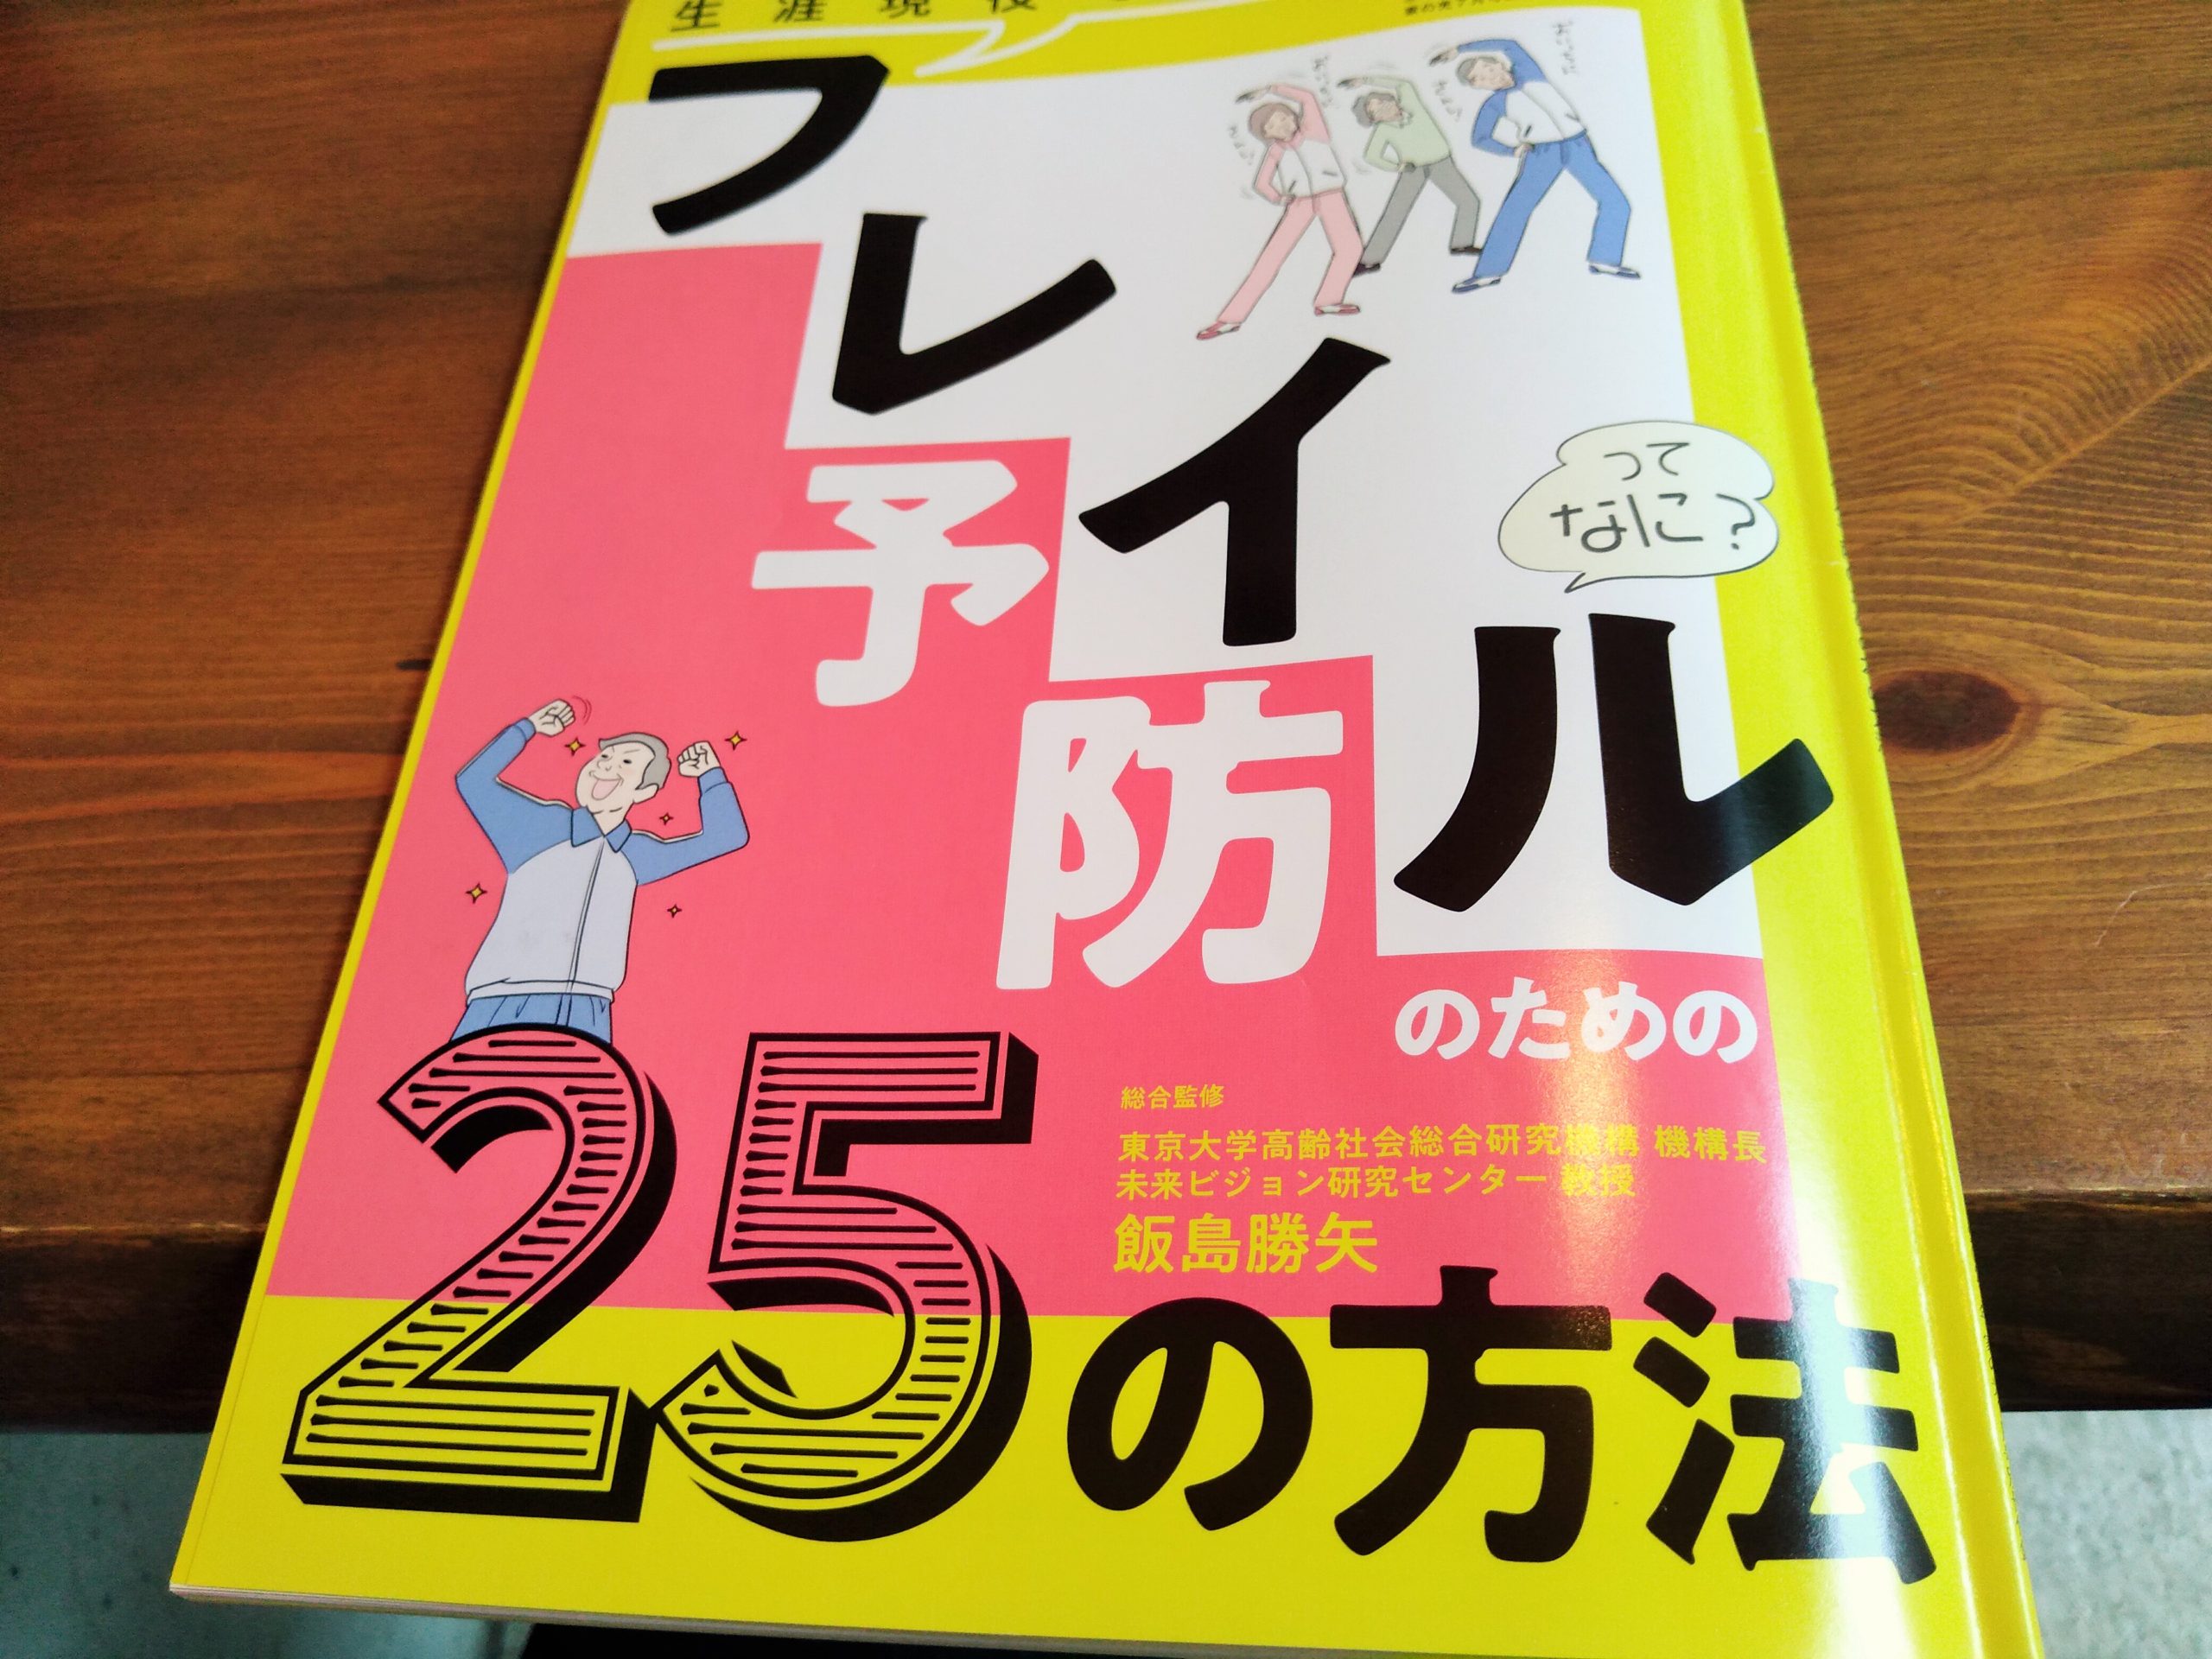 生涯現役
フレイル
って
なに?
予防
のための
総合監修
東京大学高齢社会総合研究機構 機構長
未来ビジョン研究センター 教授
飯島勝矢
25の方法